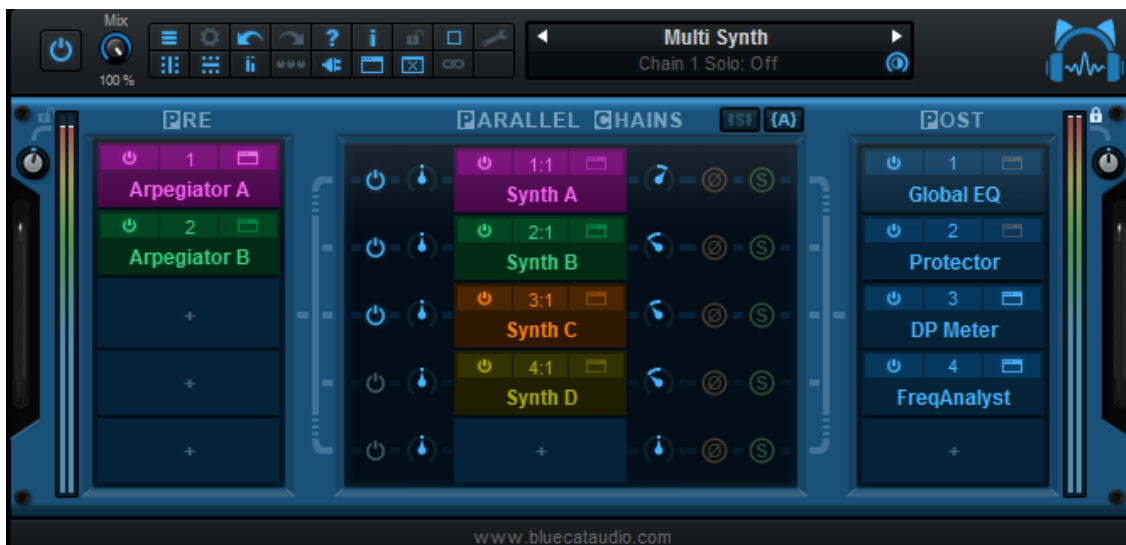 Mix
100 %
?
i
Multi Synth
Chain 1 Solo: Off
PRE
PARALLEL CHAINS
{S}
{A}
POST
1
Arpegiator A
2
Arpegiator B
+
+
+
1:1
Synth A
Ø
S
2:1
Synth B
Ø
S
3:1
Synth C
Ø
S
4:1
Synth D
Ø
S
+
Ø
S
1
Global EQ
2
Protector
3
DP Meter
4
FreqAnalyst
+
www.bluecataudio.com